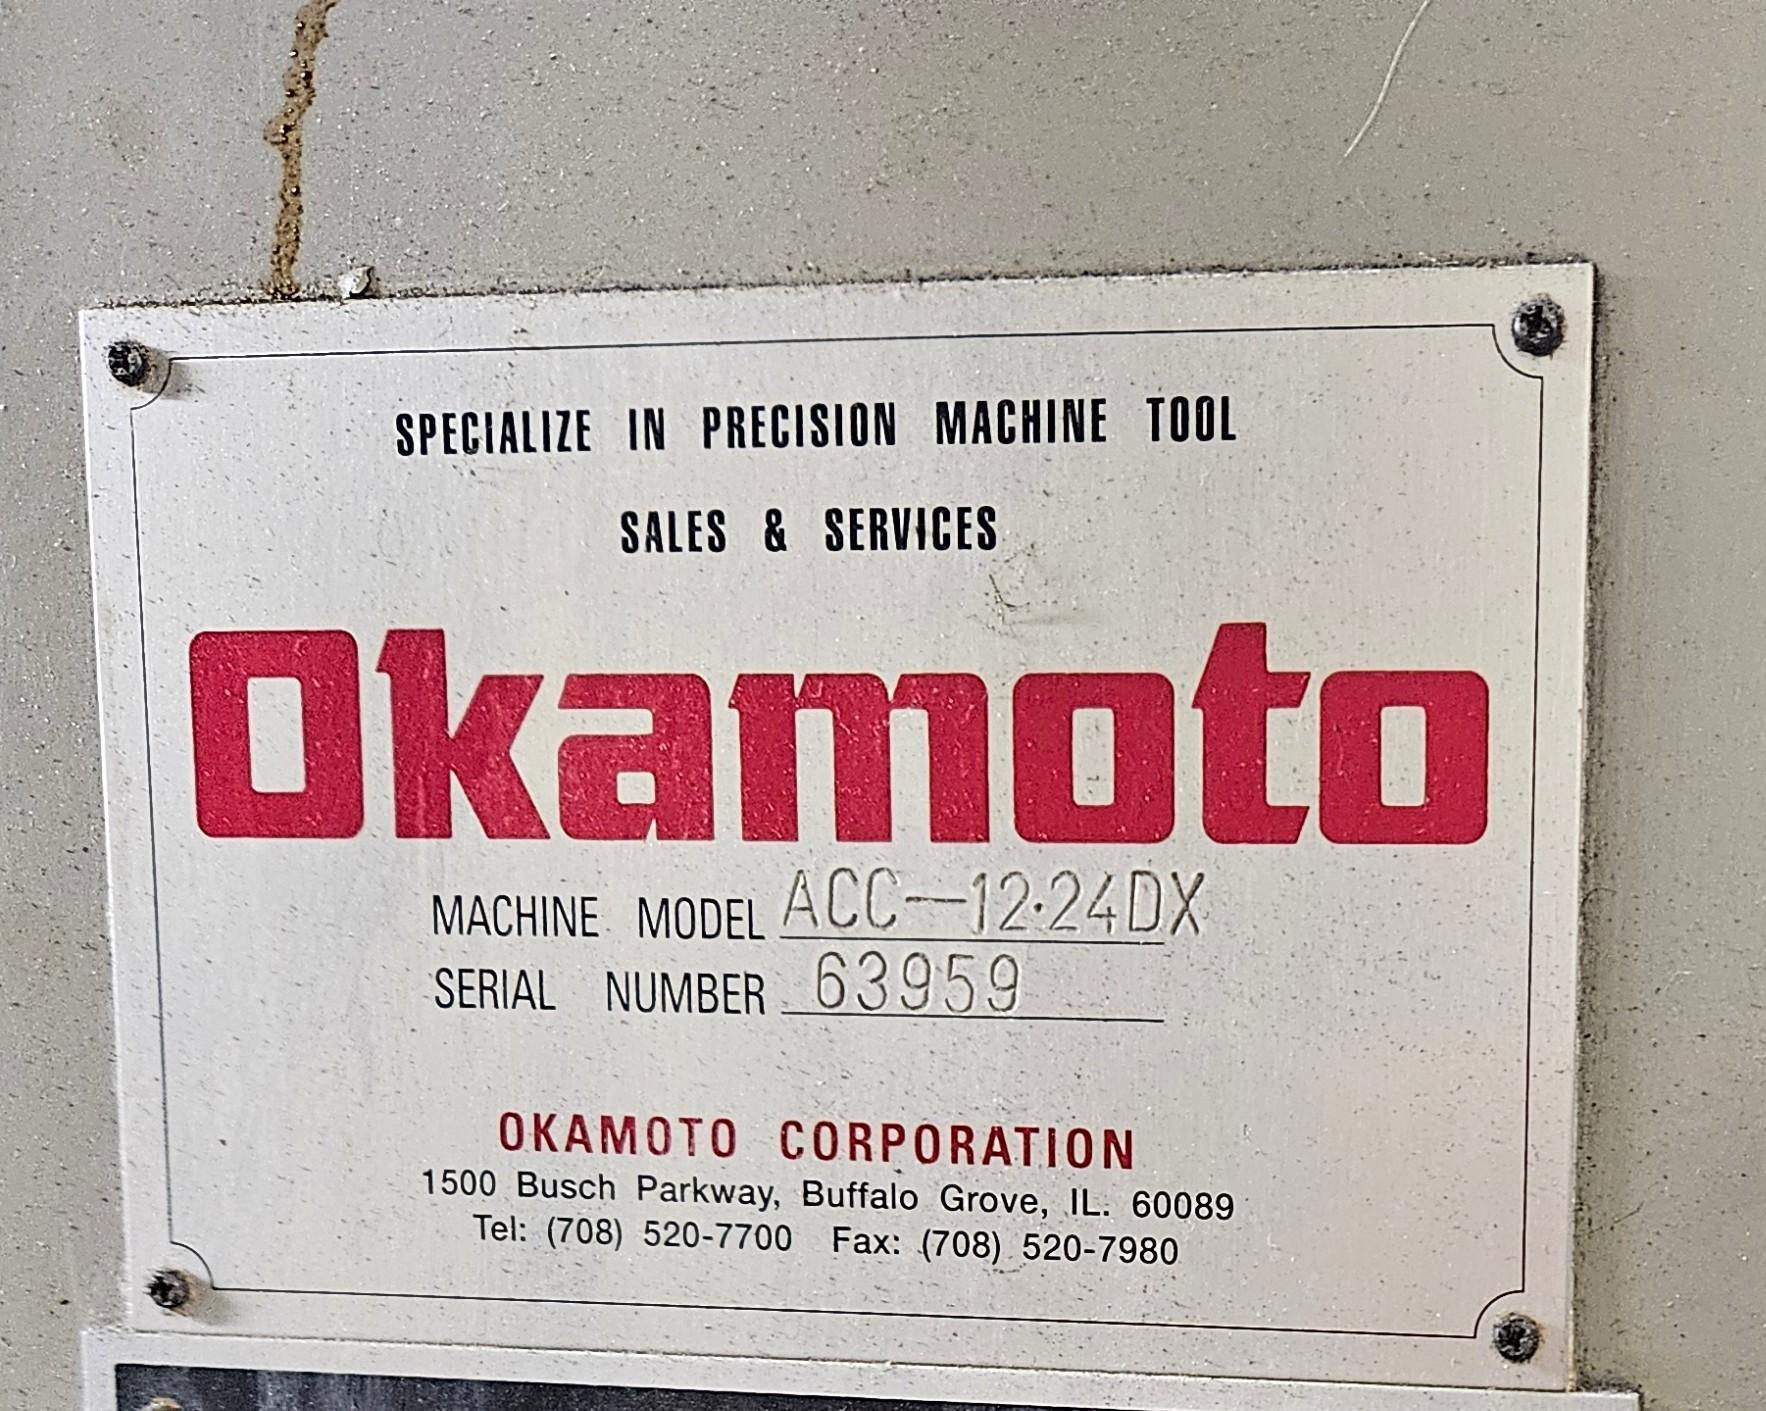 SPECIALIZE IN PRECISION MACHINE TOOL
SALES & SERVICES
Okamoto
MACHINE MODEL ACC-12·24DX
SERIAL NUMBER 63959
OKAMOTO CORPORATION
1500 Busch Parkway, Buffalo Grove, IL. 60089
Tel: (708) 520-7700 Fax: (708) 520-7980